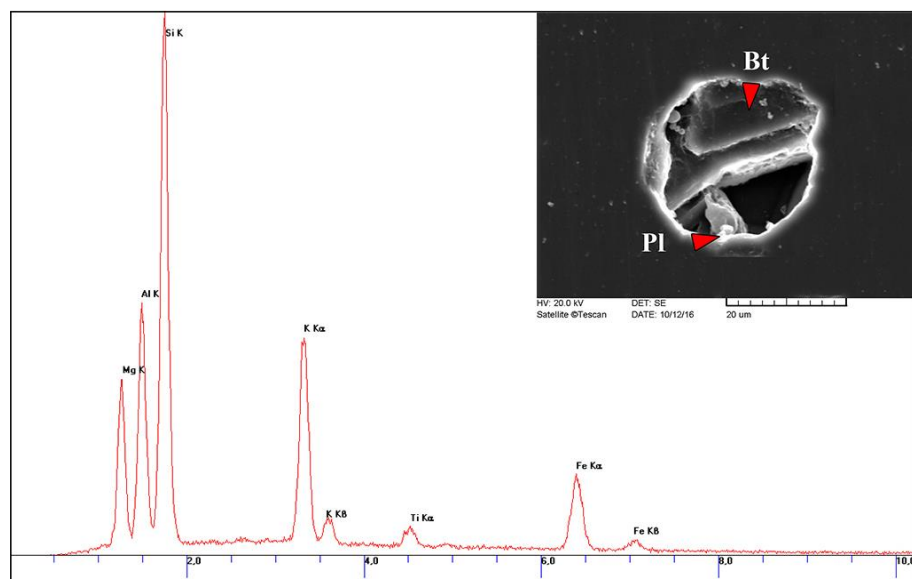 Si K
Bt
Al K
Pl
HV: 20.0 kV DET: SE
Satellite ©Tescan DATE: 10/12/16 20 um
K Kα
Mg K
Fe Kα
K Kβ
Ti Kα
Fe Kβ
2,0 4,0 6,0 8,0 10,0